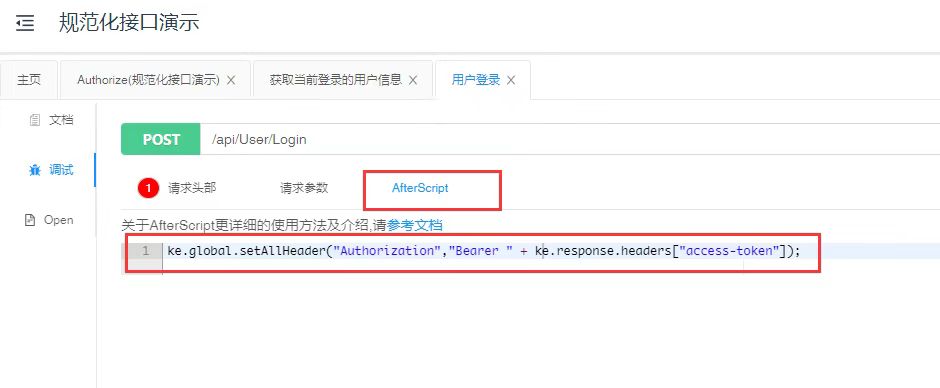 规范化接口演示
主页 Authorize(规范化接口演示) 获取当前登录的用户信息 用户登录
文档
调试
Open
POST /api/User/Login
1 请求头部 请求参数 AfterScript
关于AfterScript更详细的使用方法及介绍,请参考文档
1 ke.global.setAllHeader("Authorization","Bearer " + ke.response.headers["access-token"]);